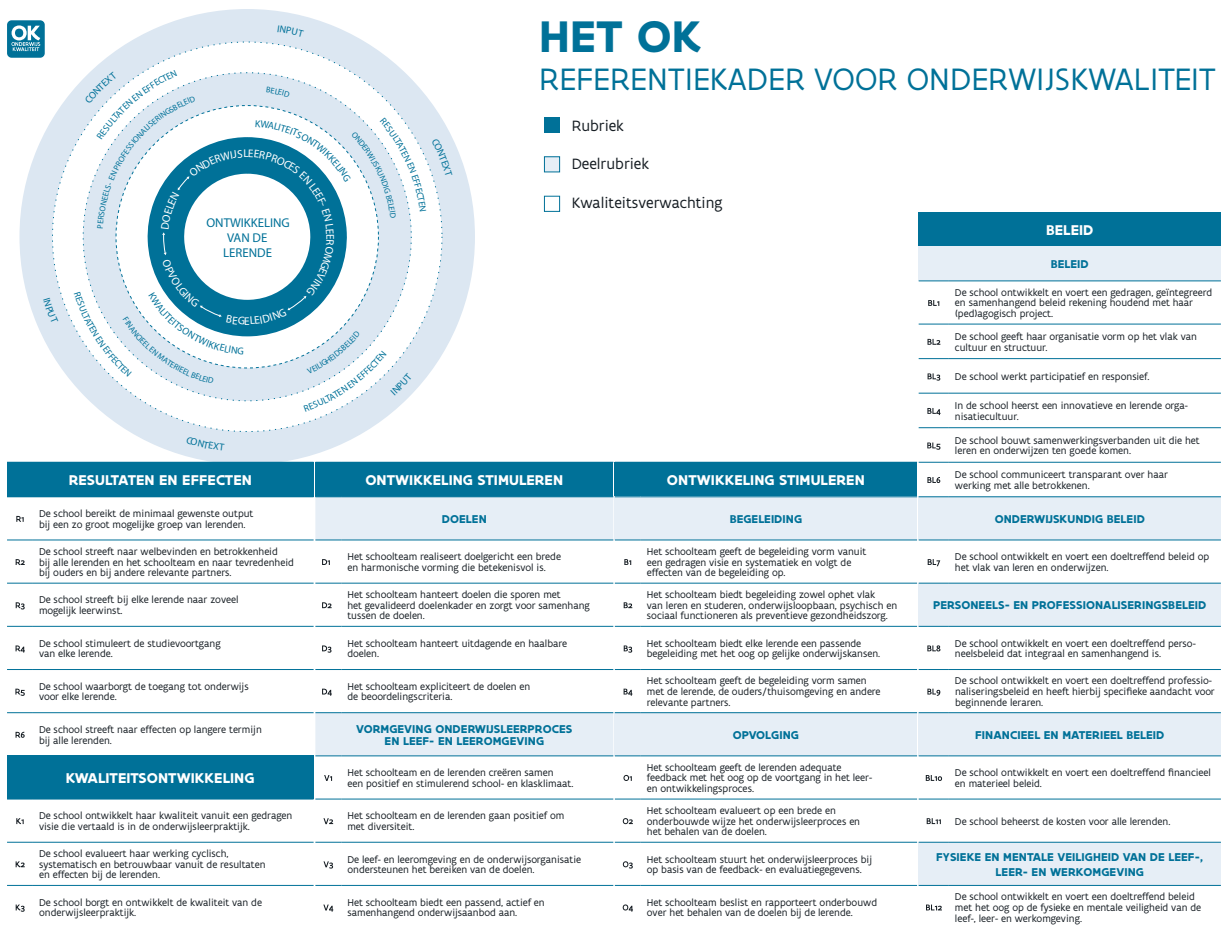 OK
ONDERWIJS
KWALITEIT
INPUT
CONTEXT
CONTEXT
INPUT
INPUT
CONTEXT
RESULTATEN EN EFFECTEN
RESULTATEN EN EFFECTEN
RESULTATEN EN EFFECTEN
RESULTATEN EN EFFECTEN
BELEID
PERSONEELS- EN PROFESSIONALISERINGSBELEID
ONDERWIJSKUNDIG BELEID
FINANCIEEL EN MATERIEEL BELEID
VEILIGHEIDSBELEID
KWALITEITSONTWIKKELING
KWALITEITSONTWIKKELING
DOELEN
ONDERWIJSLEERPROCES EN LEEF- EN LEEROMGEVING
BEGELEIDING
OPVOLGING
ONTWIKKELING
VAN DE
LERENDE
HET OK
REFERENTIEKADER VOOR ONDERWIJSKWALITEIT
Rubriek
Deelrubriek
Kwaliteitsverwachting
RESULTATEN EN EFFECTEN
R1 De school bereikt de minimaal gewenste output
bij een zo groot mogelijke groep van lerenden.
R2 De school streeft naar welbevinden en betrokkenheid
bij alle lerenden en het schoolteam en naar tevredenheid
bij ouders en bij andere relevante partners.
R3 De school streeft bij elke lerende naar zoveel
mogelijk leerwinst.
R4 De school stimuleert de studievoortgang
van elke lerende.
R5 De school waarborgt de toegang tot onderwijs
voor elke lerende.
R6 De school streeft naar effecten op langere termijn
bij alle lerenden.
KWALITEITSONTWIKKELING
K1 De school ontwikkelt haar kwaliteit vanuit een gedragen
visie die vertaald is in de onderwijsleerpraktijk.
K2 De school evalueert haar werking cyclisch,
systematisch en betrouwbaar vanuit de resultaten
en effecten bij de lerenden.
K3 De school borgt en ontwikkelt de kwaliteit van de
onderwijsleerpraktijk.
ONTWIKKELING STIMULEREN
DOELEN
D1 Het schoolteam realiseert doelgericht een brede
en harmonische vorming die betekenisvol is.
D2 Het schoolteam hanteert doelen die sporen met
het gevalideerd doelenkader en zorgt voor samenhang
tussen de doelen.
D3 Het schoolteam hanteert uitdagende en haalbare
doelen.
D4 Het schoolteam expliciteert de doelen en
de beoordelingscriteria.
VORMGEVING ONDERWIJSLEERPROCES
EN LEEF- EN LEEROMGEVING
V1 Het schoolteam en de lerenden creëren samen
een positief en stimulerend school- en klasklimaat.
V2 Het schoolteam en de lerenden gaan positief om
met diversiteit.
V3 De leef- en leeromgeving en de onderwijsorganisatie
ondersteunen het bereiken van de doelen.
V4 Het schoolteam biedt een passend, actief en
samenhangend onderwijsaanbod aan.
ONTWIKKELING STIMULEREN
BEGELEIDING
B1 Het schoolteam geeft de begeleiding vorm vanuit
een gedragen visie en systematiek en volgt de
effecten van de begeleiding op.
B2 Het schoolteam biedt begeleiding zowel ophet vlak
van leren en studeren, onderwijsloopbaan, psychisch en
sociaal functioneren als preventieve gezondheidszorg.
B3 Het schoolteam biedt elke lerende een passende
begeleiding met het oog op gelijke onderwijskansen.
B4 Het schoolteam geeft de begeleiding vorm samen
met de lerende, de ouders/thuisomgeving en andere
relevante partners.
OPVOLGING
O1 Het schoolteam geeft de lerenden adequate
feedback met het oog op de voortgang in het leer-
en ontwikkelingsproces.
O2 Het schoolteam evalueert op een brede en
onderbouwde wijze het onderwijsleerproces en
het behalen van de doelen.
O3 Het schoolteam stuurt het onderwijsleerproces bij
op basis van de feedback- en evaluatiegegevens.
O4 Het schoolteam beslist en rapporteert onderbouwd
over het behalen van de doelen bij de lerende.
BELEID
BELEID
BL1 De school ontwikkelt en voert een gedragen, geïntegreerd
en samenhangend beleid rekening houdend met haar
(ped)agogisch project.
BL2 De school geeft haar organisatie vorm op het vlak van
cultuur en structuur.
BL3 De school werkt participatief en responsief.
BL4 In de school heerst een innovatieve en lerende orga-
nisatiecultuur.
BL5 De school bouwt samenwerkingsverbanden uit die het
leren en onderwijzen ten goede komen.
BL6 De school communiceert transparant over haar
werking met alle betrokkenen.
ONDERWIJSKUNDIG BELEID
BL7 De school ontwikkelt en voert een doeltreffend beleid op
het vlak van leren en onderwijzen.
PERSONEELS- EN PROFESSIONALISERINGSBELEID
BL8 De school ontwikkelt en voert een doeltreffend perso-
neelsbeleid dat integraal en samenhangend is.
BL9 De school ontwikkelt en voert een doeltreffend professio-
naliseringsbeleid en heeft hierbij specifieke aandacht voor
beginnende leraren.
FINANCIEEL EN MATERIEEL BELEID
BL10 De school ontwikkelt en voert een doeltreffend financieel
en materieel beleid.
BL11 De school beheerst de kosten voor alle lerenden.
FYSIEKE EN MENTALE VEILIGHEID VAN DE LEEF-,
LEER- EN WERKOMGEVING
BL12 De school ontwikkelt en voert een doeltreffend beleid
met het oog op de fysieke en mentale veiligheid van de
leef-, leer- en werkomgeving.